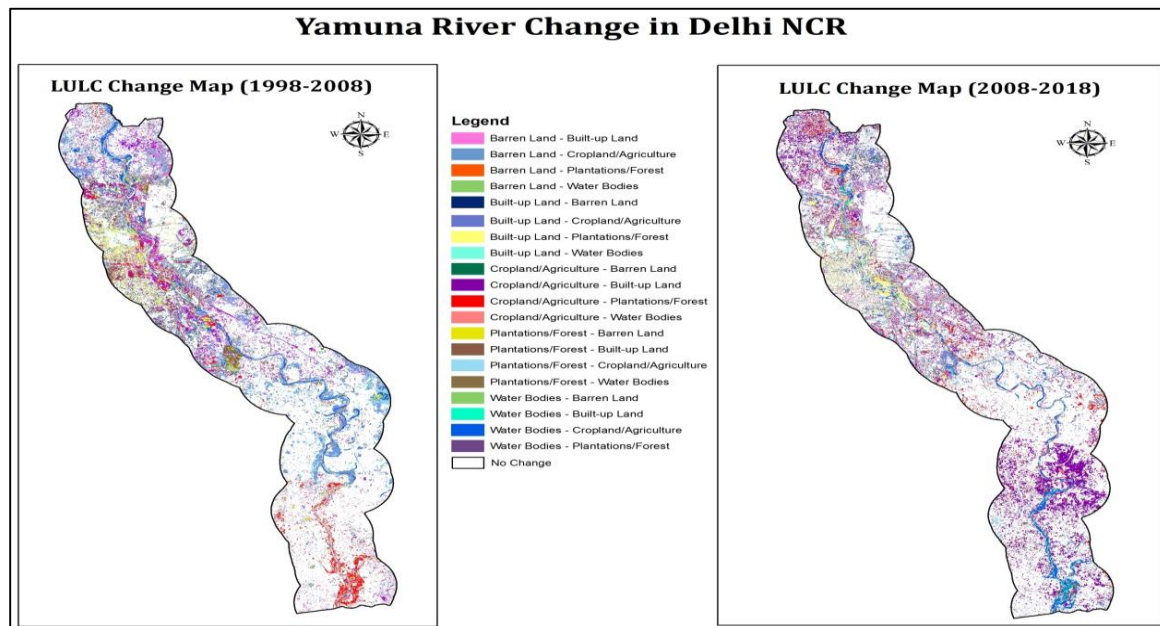 Yamuna River Change in Delhi NCR
LULC Change Map (1998-2008)
N
W E
S
Legend
Barren Land - Built-up Land
Barren Land - Cropland/Agriculture
Barren Land - Plantations/Forest
Barren Land - Water Bodies
Built-up Land - Barren Land
Built-up Land - Cropland/Agriculture
Built-up Land - Plantations/Forest
Built-up Land - Water Bodies
Cropland/Agriculture - Barren Land
Cropland/Agriculture - Built-up Land
Cropland/Agriculture - Plantations/Forest
Cropland/Agriculture - Water Bodies
Plantations/Forest - Barren Land
Plantations/Forest - Built-up Land
Plantations/Forest - Cropland/Agriculture
Plantations/Forest - Water Bodies
Water Bodies - Barren Land
Water Bodies - Built-up Land
Water Bodies - Cropland/Agriculture
Water Bodies - Plantations/Forest
No Change
LULC Change Map (2008-2018)
N
W E
S